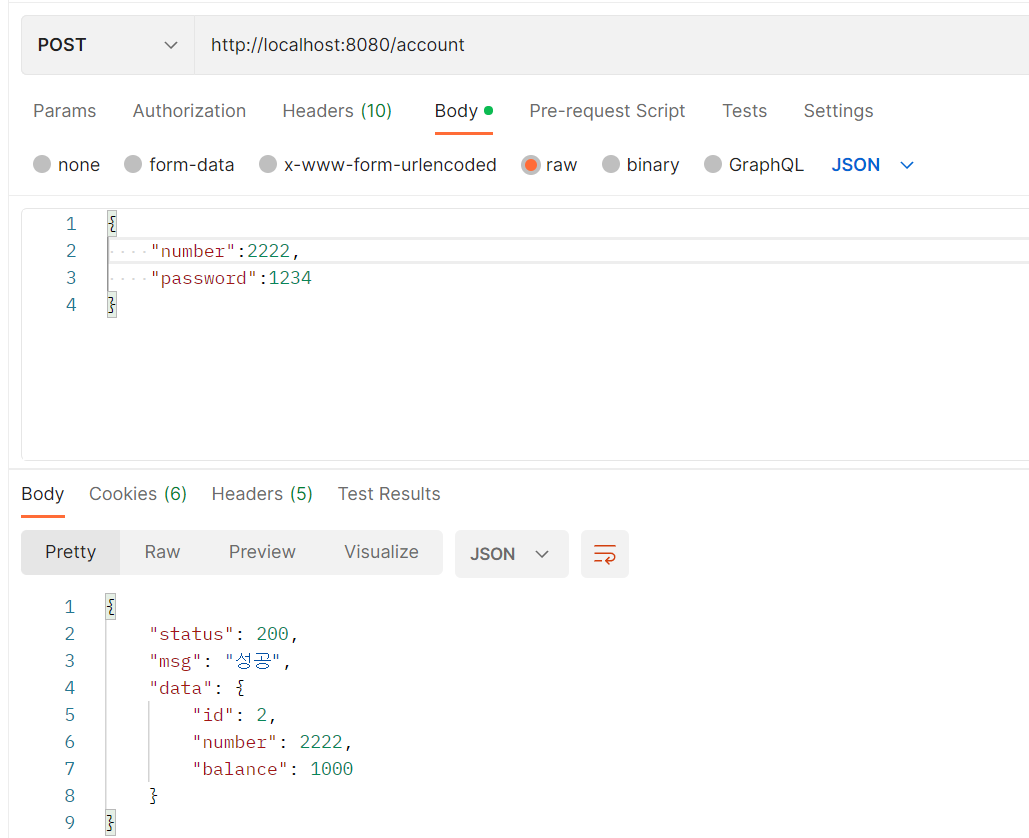 POST http://localhost:8080/account
Params Authorization Headers (10) Body Pre-request Script Tests Settings
none form-data x-www-form-urlencoded raw binary GraphQL JSON
1 {
2 "number":2222,
3 "password":1234
4 }
Body Cookies (6) Headers (5) Test Results
Pretty Raw Preview Visualize JSON
1 {
2 "status": 200,
3 "msg": "성공",
4 "data": {
5 "id": 2,
6 "number": 2222,
7 "balance": 1000
8 }
9 }